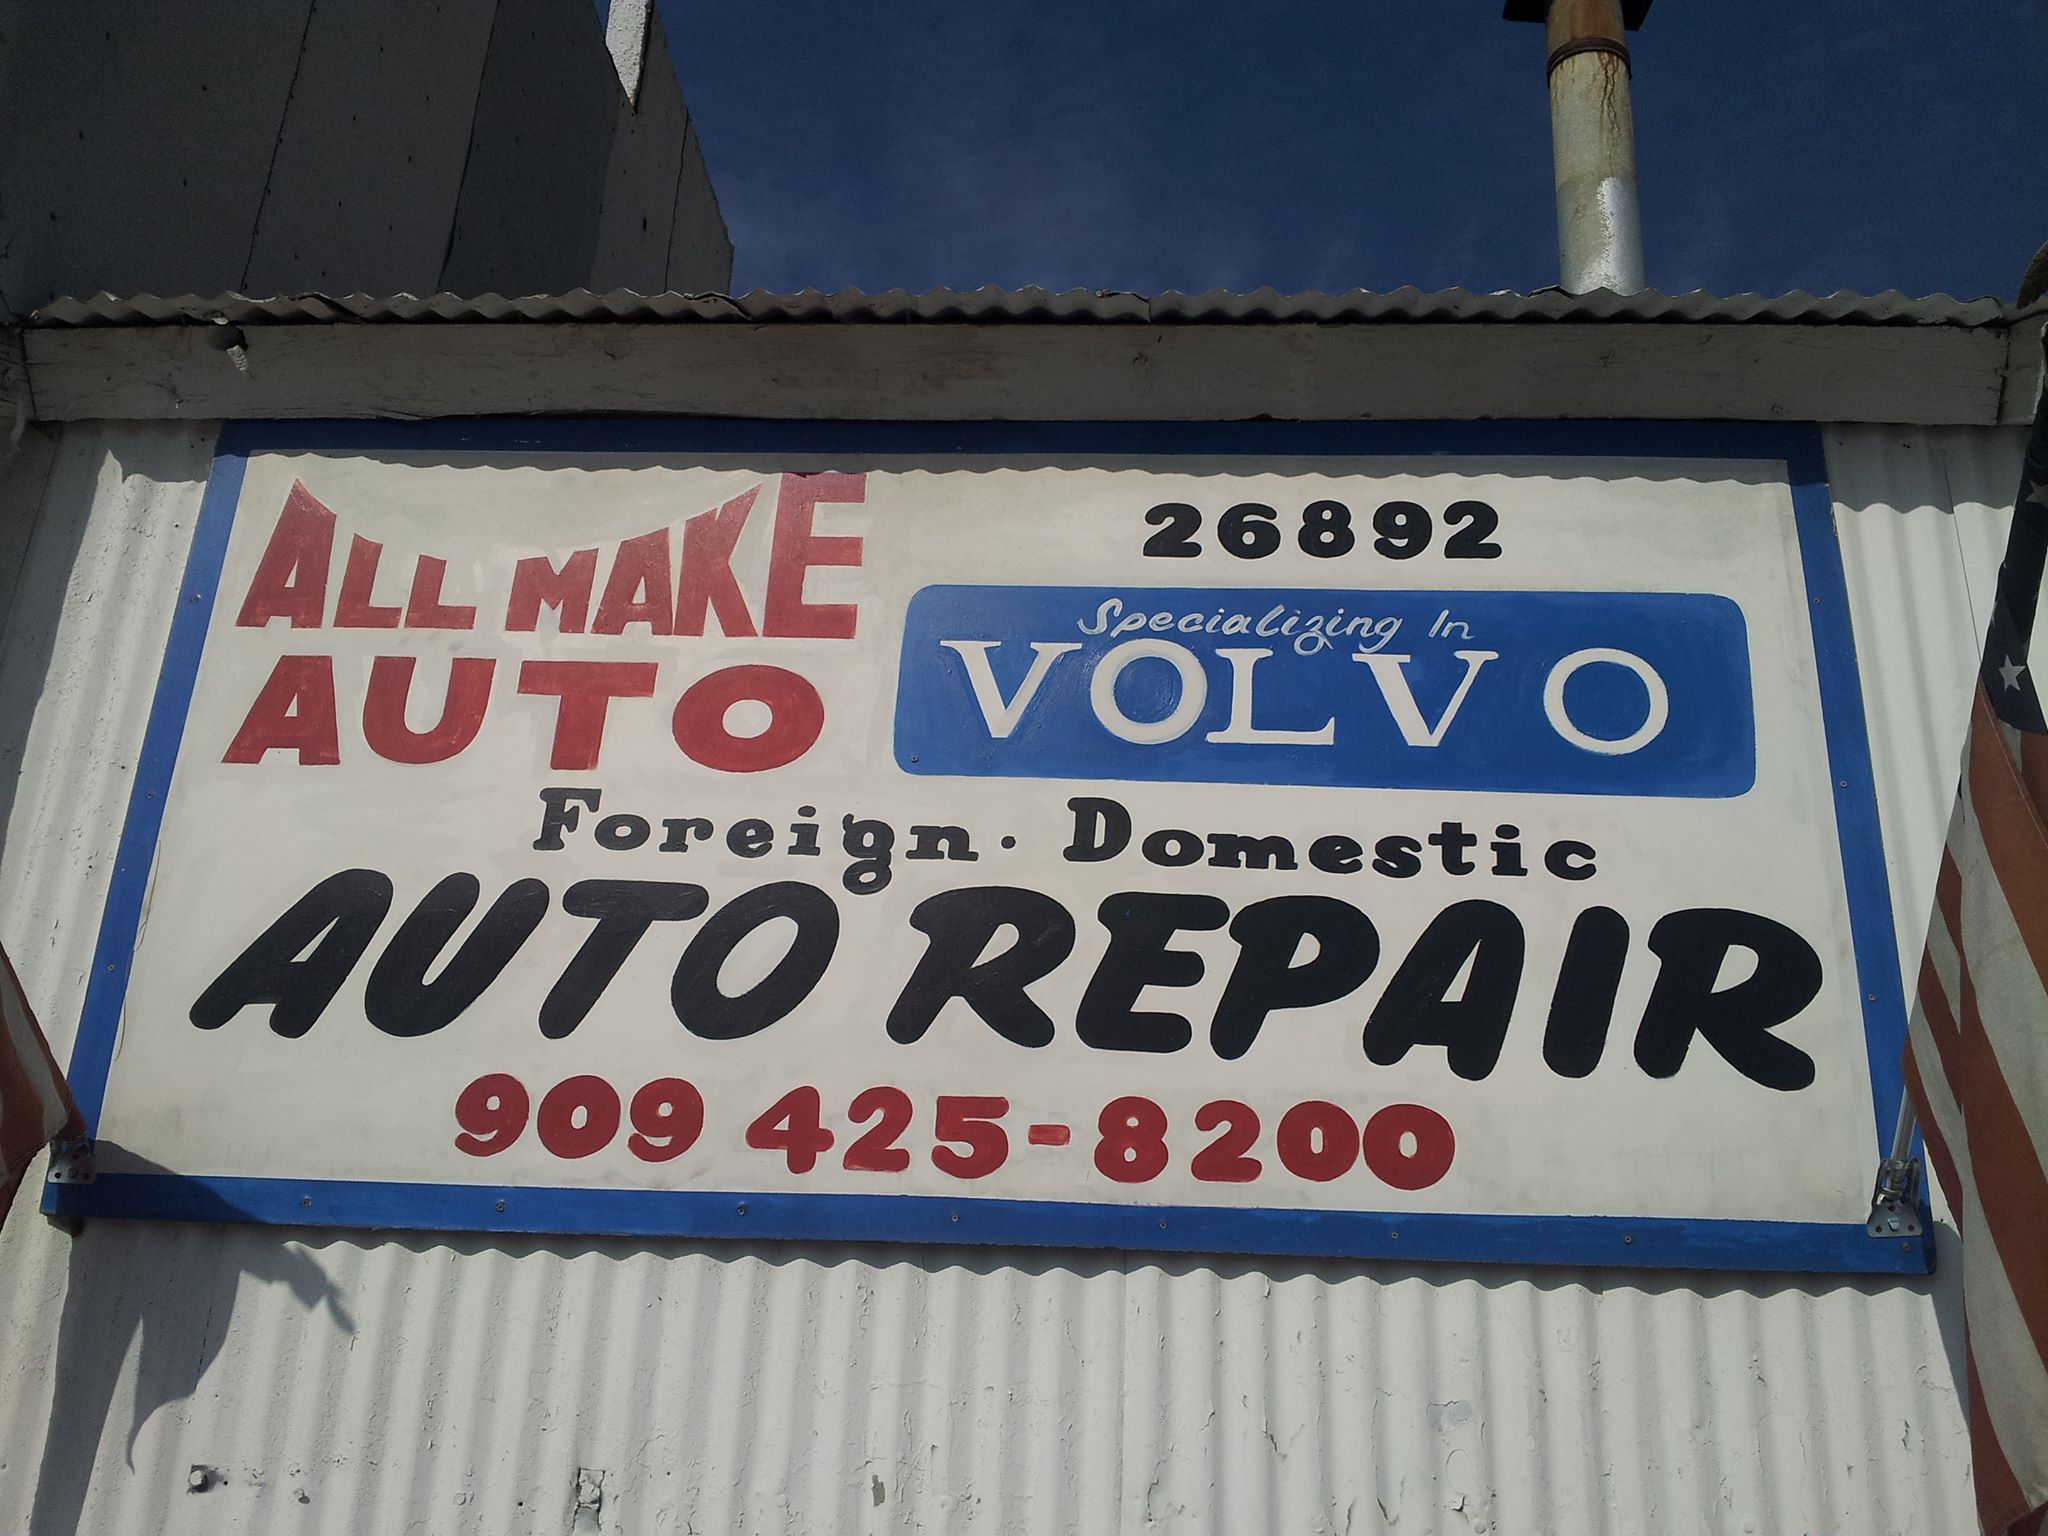 ALL MAKE
AUTO
26892
Specializing In
VOLVO
Foreign · Domestic
AUTO REPAIR
909 425-8200